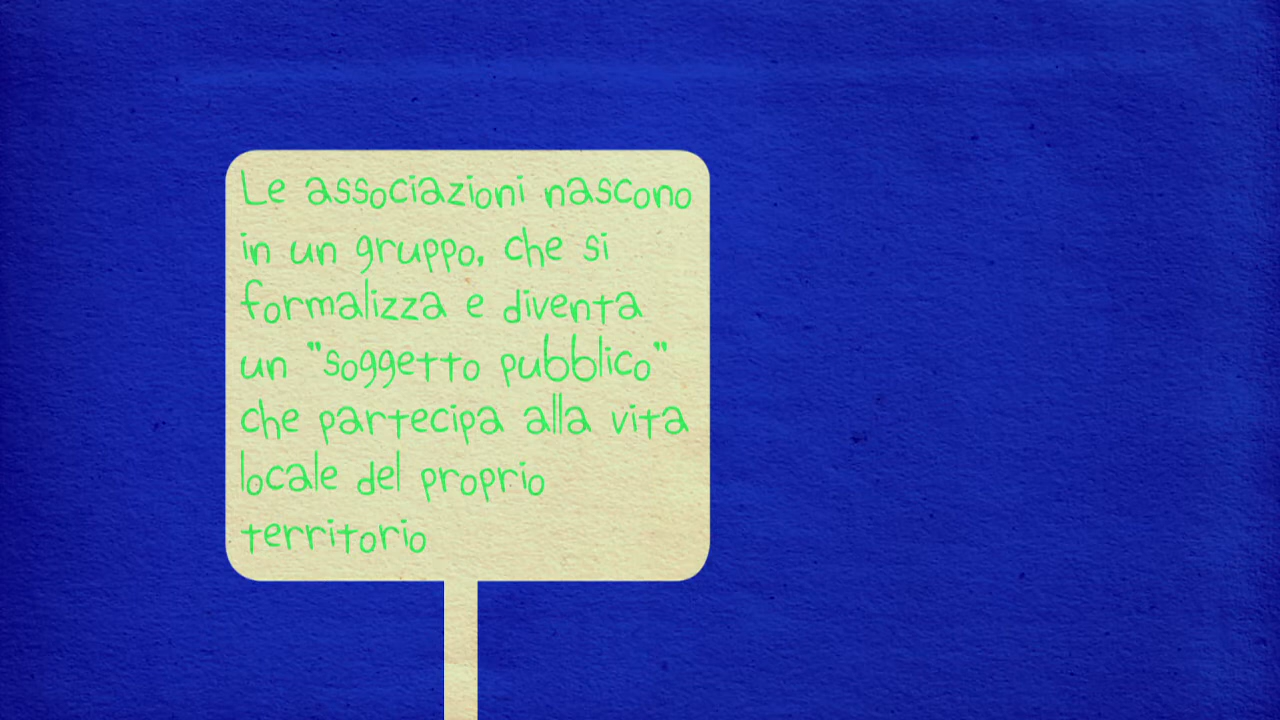 Le associazioni nascono
in un gruppo, che si
formalizza e diventa
un "soggetto pubblico"
che partecipa alla vita
locale del proprio
territorio